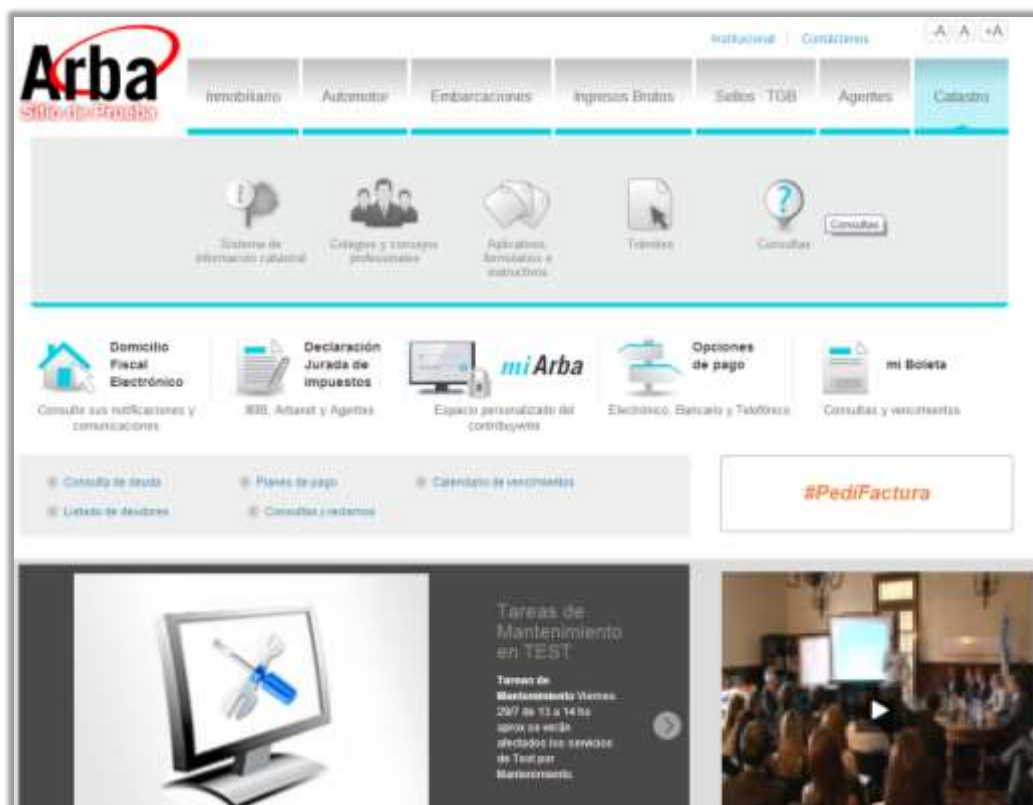 Institucional
Contáctenos
-A A +A
Arba
Sitio de Prueba
Inmobiliario
Automotor
Embarcaciones
Ingresos Brutos
Sellos - TGB
Agentes
Catastro
Sistema de
información catastral
Colegios y consejos
profesionales
Aplicativos,
formularios e
instructivos
Trámites
Consultas
Consultas
Domicilio
Fiscal
Electrónico
Consulte sus notificaciones y
comunicaciones
Declaración
Jurada de
impuestos
IIBB, Arbanet y Agentes
mi Arba
Espacio personalizado del
contribuyente
Opciones
de pago
Electrónico, Bancario y Telefónico
mi Boleta
Consultas y vencimientos
Consulta de deuda
Planes de pago
Calendario de vencimientos
Listado de deudores
Consultas y reclamos
#PedíFactura
Tareas de
Mantenimiento
en TEST
Tareas de
Mantenimiento Viernes
29/7 de 13 a 14 hs
aprox se verán
afectados los servicios
de Test por
Mantenimiento.